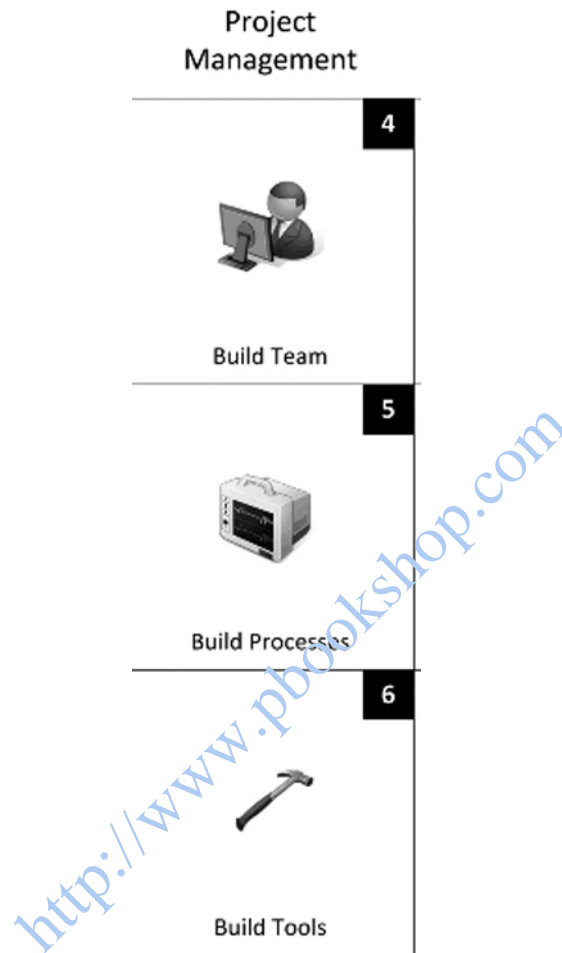 Project
Management
4
Build Team
5
Build Processes
6
Build Tools
http://www.pbookshop.com